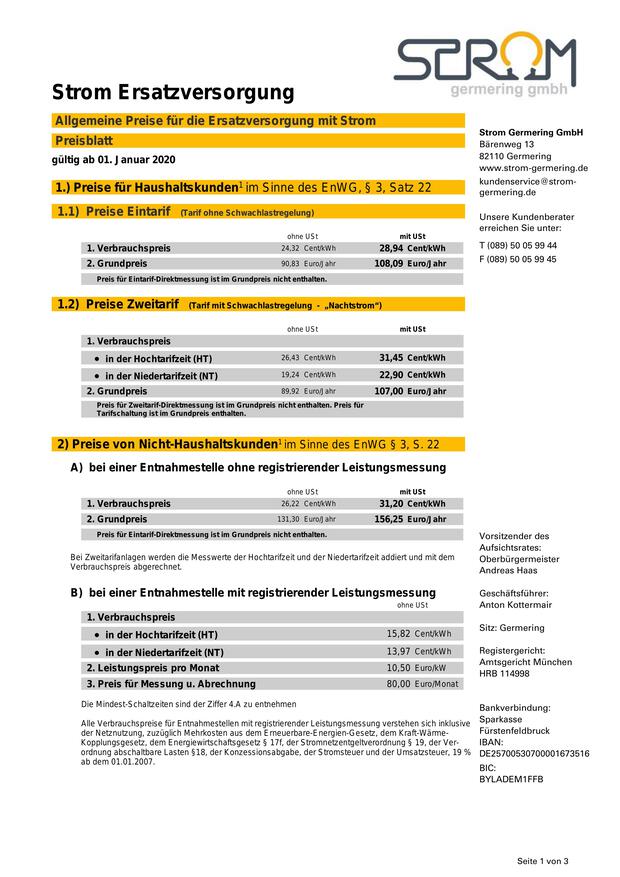 STROM
germering gmbh
Strom Ersatzversorgung
Allgemeine Preise für die Ersatzversorgung mit Strom
Preisblatt
gültig ab 01. Januar 2020
1.) Preise für Haushaltskunden¹ im Sinne des EnWG, § 3, Satz 22
1.1) Preise Eintarif (Tarif ohne Schwachlastregelung)
ohne USt mit USt
1. Verbrauchspreis 24,32 Cent/kWh 28,94 Cent/kWh
2. Grundpreis 90,83 Euro/Jahr 108,09 Euro/Jahr
Preis für Eintarif-Direktmessung ist im Grundpreis nicht enthalten.
1.2) Preise Zweitarif (Tarif mit Schwachlastregelung - „Nachtstrom“)
ohne USt mit USt
1. Verbrauchspreis
• in der Hochtarifzeit (HT) 26,43 Cent/kWh 31,45 Cent/kWh
• in der Niedertarifzeit (NT) 19,24 Cent/kWh 22,90 Cent/kWh
2. Grundpreis 89,92 Euro/Jahr 107,00 Euro/Jahr
Preis für Zweitarif-Direktmessung ist im Grundpreis nicht enthalten. Preis für
Tarifschaltung ist im Grundpreis enthalten.
2) Preise von Nicht-Haushaltskunden¹ im Sinne des EnWG § 3, S. 22
A) bei einer Entnahmestelle ohne registrierender Leistungsmessung
ohne USt mit USt
1. Verbrauchspreis 26,22 Cent/kWh 31,20 Cent/kWh
2. Grundpreis 131,30 Euro/Jahr 156,25 Euro/Jahr
Preis für Eintarif-Direktmessung ist im Grundpreis nicht enthalten.
Bei Zweitarifanlagen werden die Messwerte der Hochtarifzeit und der Niedertarifzeit addiert und mit dem
Verbrauchspreis abgerechnet.
B) bei einer Entnahmestelle mit registrierender Leistungsmessung
ohne USt
1. Verbrauchspreis
• in der Hochtarifzeit (HT) 15,82 Cent/kWh
• in der Niedertarifzeit (NT) 13,97 Cent/kWh
2. Leistungspreis pro Monat 10,50 Euro/kW
3. Preis für Messung u. Abrechnung 80,00 Euro/Monat
Die Mindest-Schaltzeiten sind der Ziffer 4.A zu entnehmen
Alle Verbrauchspreise für Entnahmestellen mit registrierender Leistungsmessung verstehen sich inklusive
der Netznutzung, zuzüglich Mehrkosten aus dem Erneuerbare-Energien-Gesetz, dem Kraft-Wärme-
Kopplungsgesetz, dem Energiewirtschaftsgesetz § 17f, der Stromnetzentgeltverordnung § 19, der Ver-
ordnung abschaltbare Lasten §18, der Konzessionsabgabe, der Stromsteuer und der Umsatzsteuer, 19 %
ab dem 01.01.2007.
Strom Germering GmbH
Bärenweg 13
82110 Germering
www.strom-germering.de
kundenservice@strom-
germering.de
Unsere Kundenberater
erreichen Sie unter:
T (089) 50 05 99 44
F (089) 50 05 99 45
Vorsitzender des
Aufsichtsrates:
Oberbürgermeister
Andreas Haas
Geschäftsführer:
Anton Kottermair
Sitz: Germering
Registergericht:
Amtsgericht München
HRB 114998
Bankverbindung:
Sparkasse
Fürstenfeldbruck
IBAN:
DE25700530700001673516
BIC:
BYLADEM1FFB
Seite 1 von 3